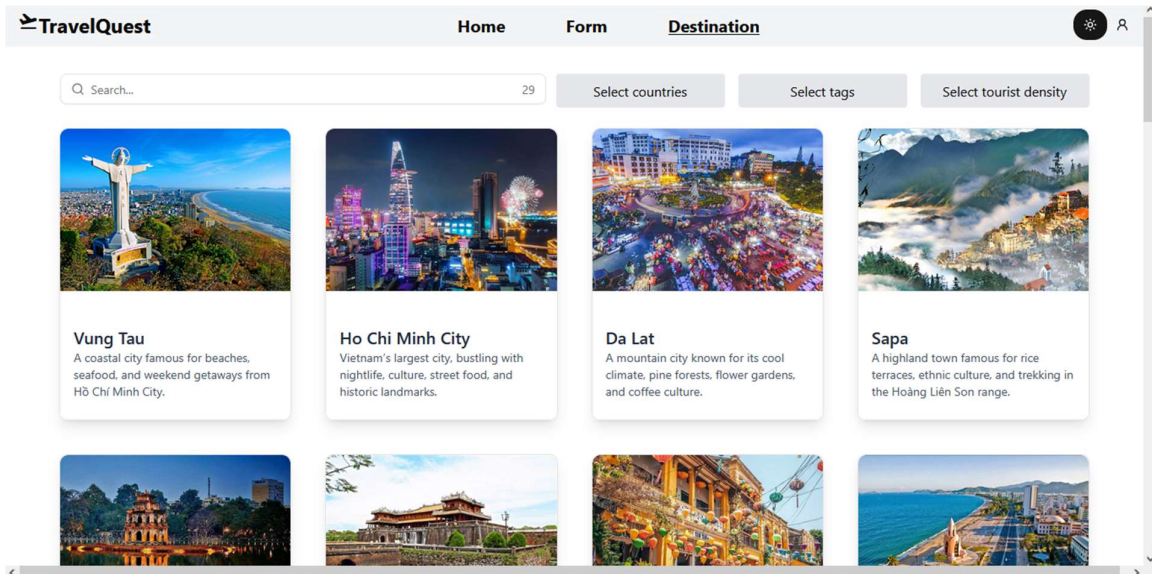 TravelQuest
Home
Form
Destination
Search...
29
Select countries
Select tags
Select tourist density
Vung Tau
A coastal city famous for beaches,
seafood, and weekend getaways from
Hồ Chí Minh City.
Ho Chi Minh City
Vietnam's largest city, bustling with
nightlife, culture, street food, and
historic landmarks.
Da Lat
A mountain city known for its cool
climate, pine forests, flower gardens,
and coffee culture.
Sapa
A highland town famous for rice
terraces, ethnic culture, and trekking in
the Hoàng Liên Son range.